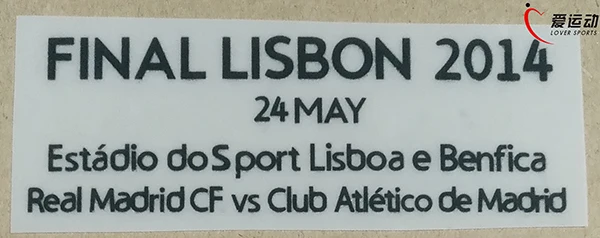 爱运动
LOVER SPORTS
FINAL LISBON 2014
24 MAY
Estádio do Sport Lisboa e Benfica
Real Madrid CF vs Club Atlético de Madrid